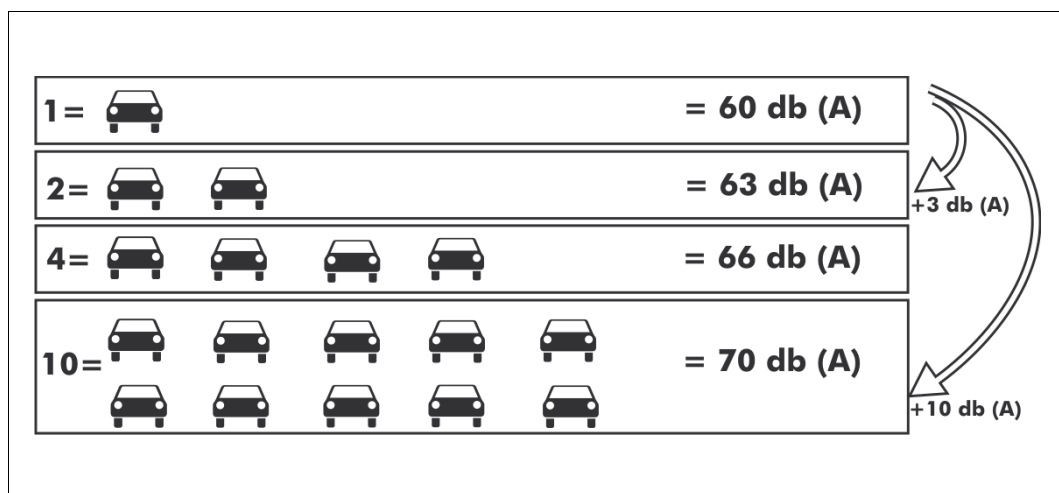 1= = 60 db (A)
2= = 63 db (A)
+3 db (A)
4= = 66 db (A)
10= = 70 db (A)
+10 db (A)